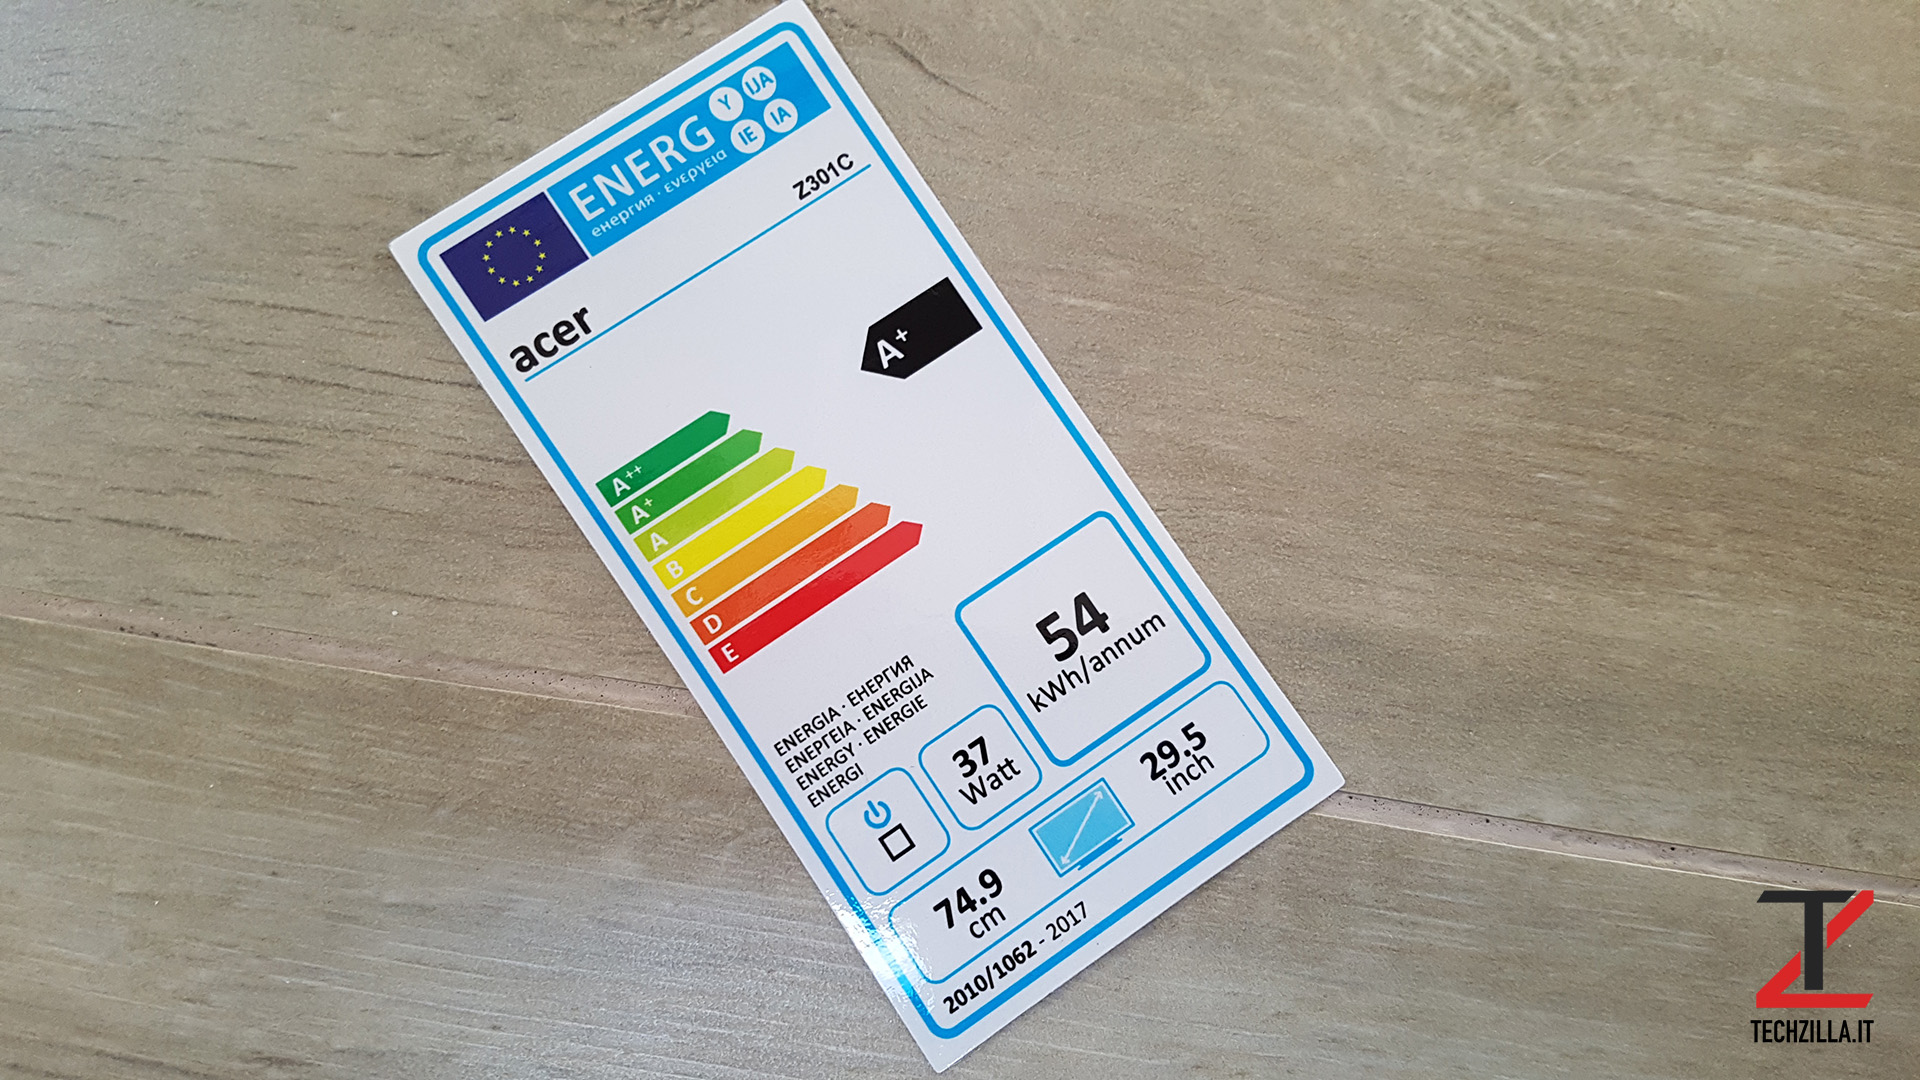 ENERG Y IJA
IE IA
енергия · ενεργεια
Z301C
acer
A+
A++
A+
A
B
C
D
E
ENERGIA · ЕНЕРГИЯ
ΕΝΕΡΓΕΙΑ · ENERGIJA
ENERGY · ENERGIE
ENERGI
54
kWh/annum
37
Watt
29.5
inch
74.9
cm
2010/1062 - 2017
TECHZILLA.IT